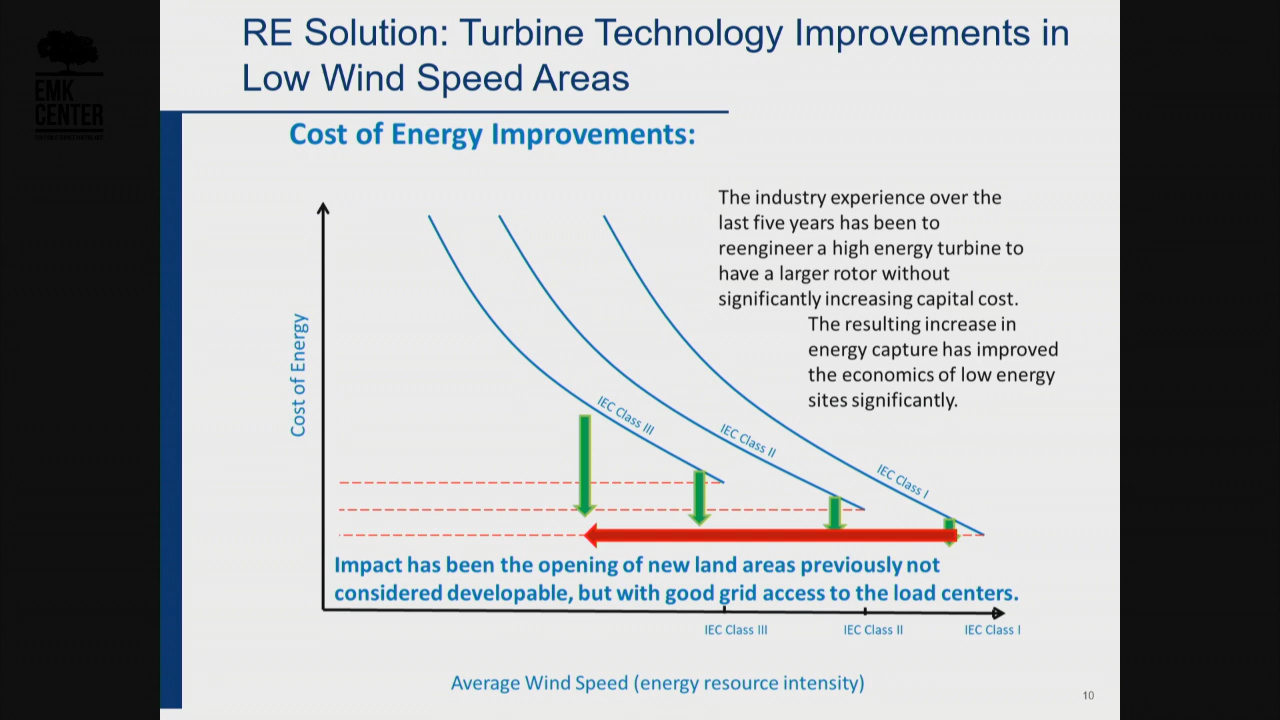 RE Solution: Turbine Technology Improvements in
Low Wind Speed Areas
EMK
CENTER
Cost of Energy Improvements:
The industry experience over the
last five years has been to
reengineer a high energy turbine to
have a larger rotor without
significantly increasing capital cost.
The resulting increase in
energy capture has improved
the economics of low energy
sites significantly.
Cost of Energy
IEC Class III
IEC Class II
IEC Class I
Impact has been the opening of new land areas previously not
considered developable, but with good grid access to the load centers.
IEC Class III
IEC Class II
IEC Class I
Average Wind Speed (energy resource intensity)
10